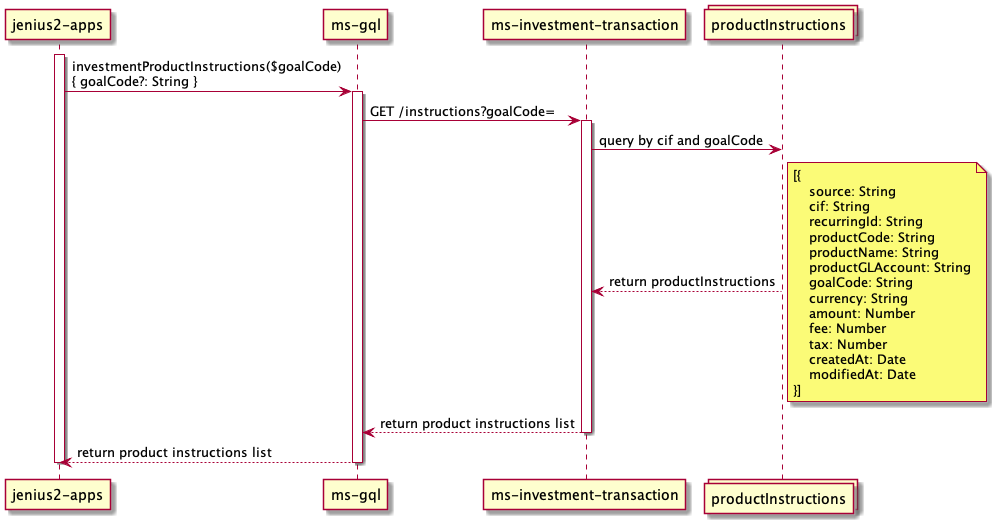 jenius2-apps
ms-gql
ms-investment-transaction
productInstructions
investmentProductInstructions($goalCode)
{ goalCode?: String }
GET /instructions?goalCode=
query by cif and goalCode
[{
source: String
cif: String
recurringId: String
productCode: String
productName: String
productGLAccount: String
goalCode: String
currency: String
amount: Number
fee: Number
tax: Number
createdAt: Date
modifiedAt: Date
}]
return productInstructions
return product instructions list
return product instructions list
jenius2-apps
ms-gql
ms-investment-transaction
productInstructions